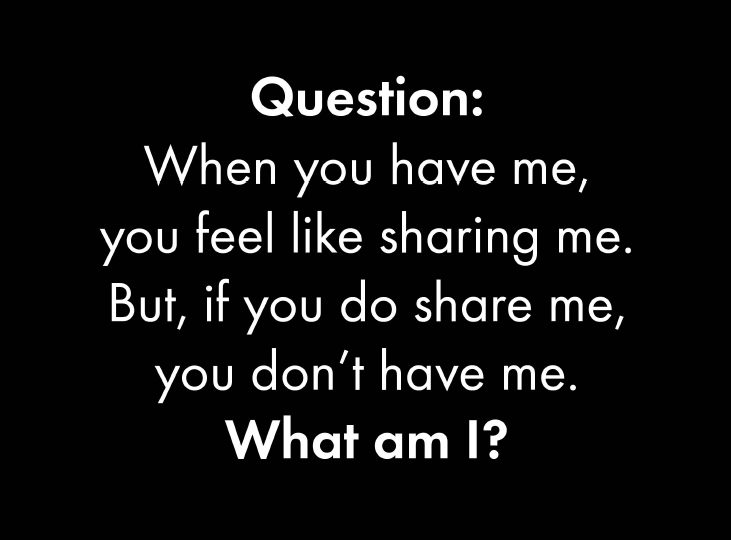 Question:
When you have me,
you feel like sharing me.
But, if you do share me,
you don’t have me.
What am I?